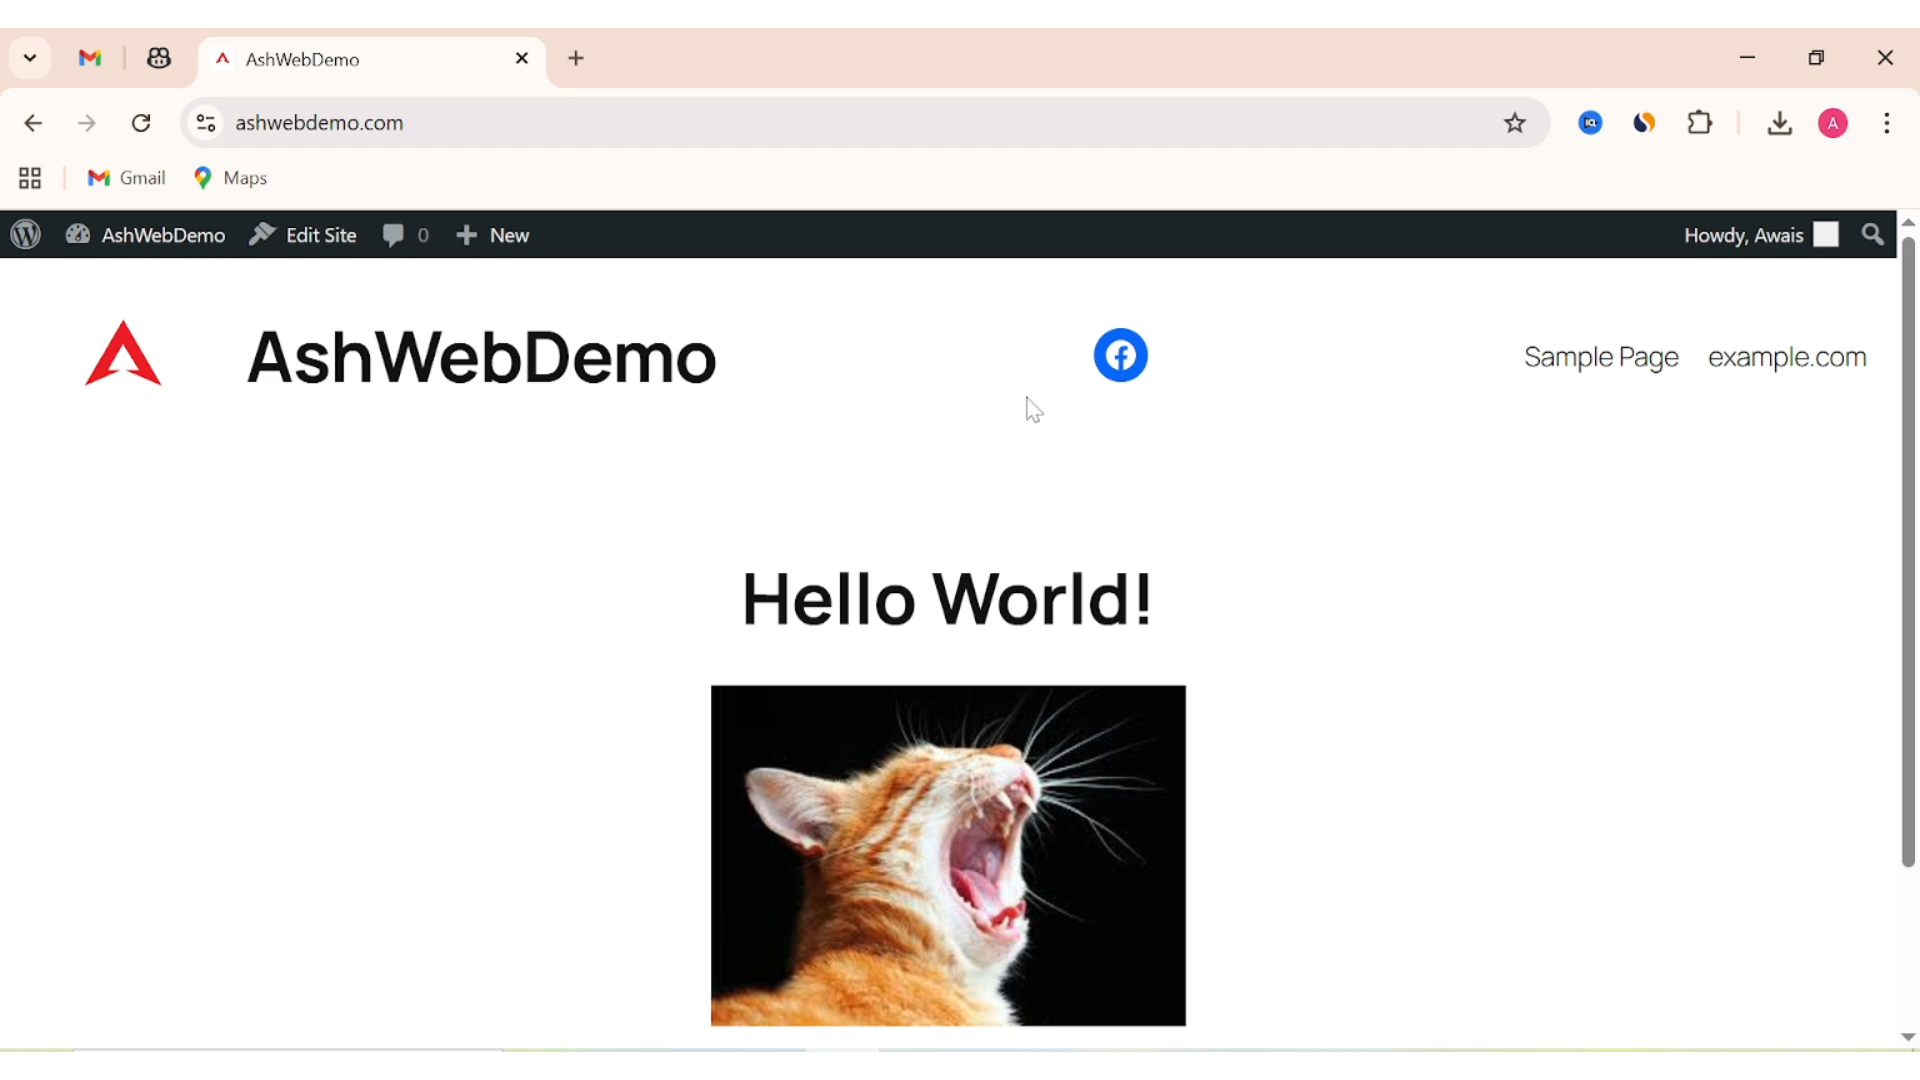 AshWebDemo
ashwebdemo.com
A
Gmail
Maps
AshWebDemo
Edit Site
0
New
Howdy, Awais
AshWebDemo
Sample Page
example.com
Hello World!